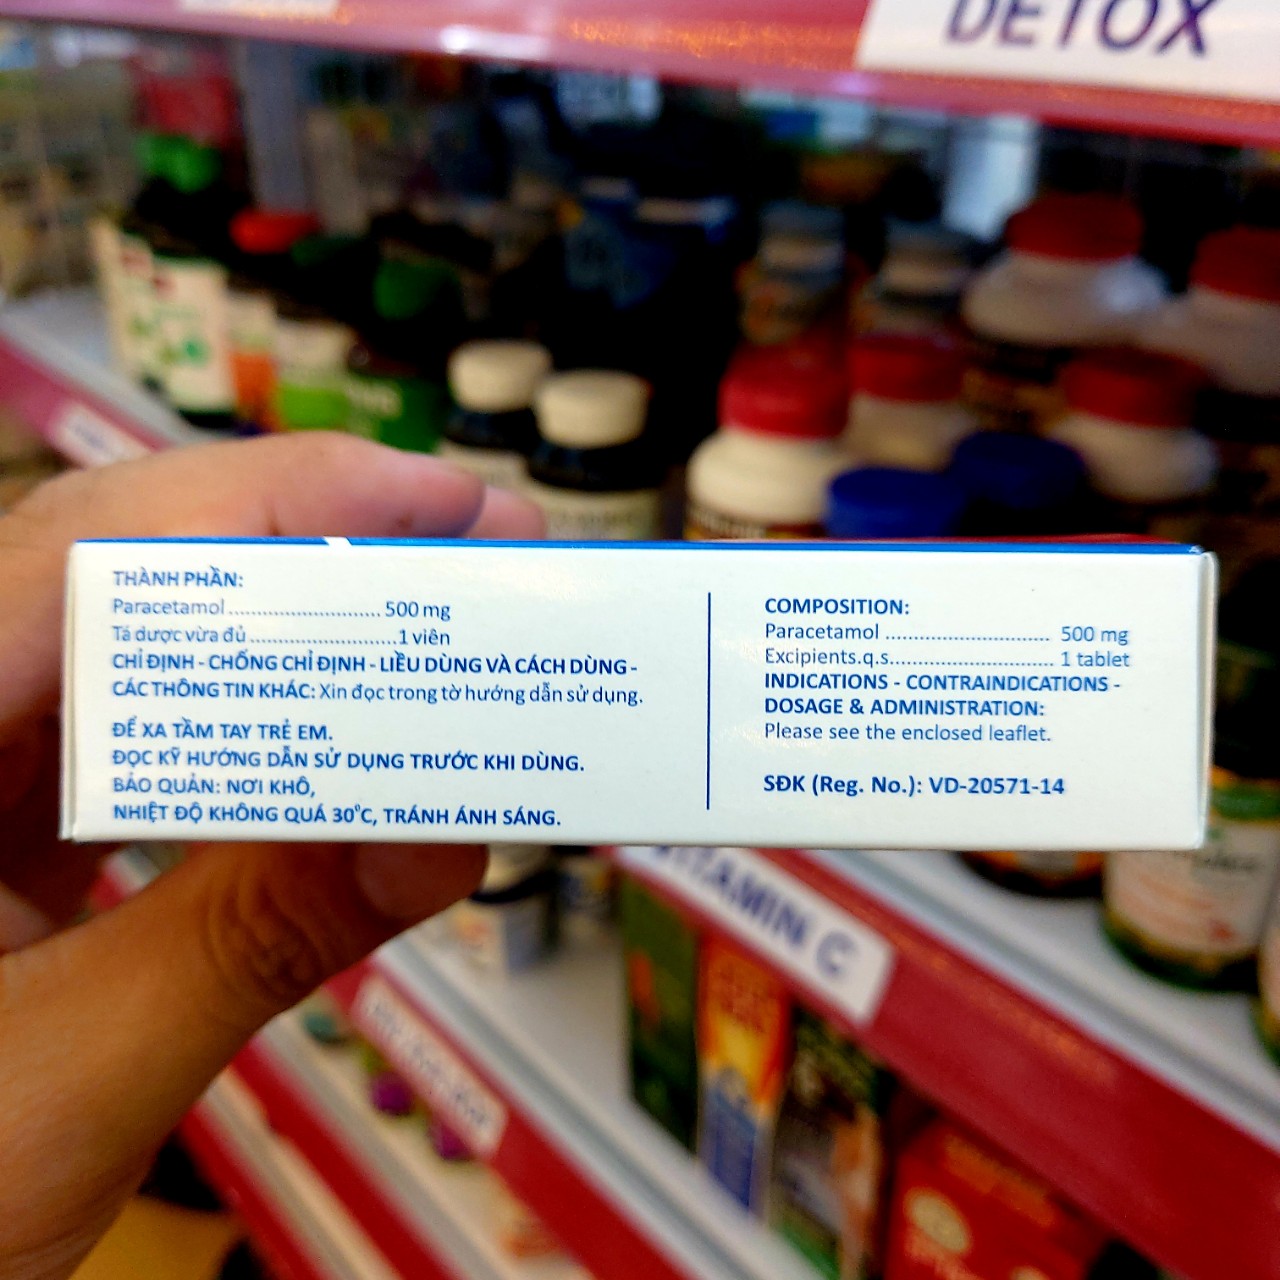 DETOX
THÀNH PHẦN:
Paracetamol............................ 500 mg
Tá dược vừa đủ...........................1 viên
CHỈ ĐỊNH - CHỐNG CHỈ ĐỊNH - LIỀU DÙNG VÀ CÁCH DÙNG -
CÁC THÔNG TIN KHÁC: Xin đọc trong tờ hướng dẫn sử dụng.
ĐỂ XA TẦM TAY TRẺ EM.
ĐỌC KỸ HƯỚNG DẪN SỬ DỤNG TRƯỚC KHI DÙNG.
BẢO QUẢN: NƠI KHÔ,
NHIỆT ĐỘ KHÔNG QUÁ 30°C, TRÁNH ÁNH SÁNG.
COMPOSITION:
Paracetamol .............................. 500 mg
Excipients.q.s.............................. 1 tablet
INDICATIONS - CONTRAINDICATIONS -
DOSAGE & ADMINISTRATION:
Please see the enclosed leaflet.
SĐK (Reg. No.): VD-20571-14
VITAMIN C